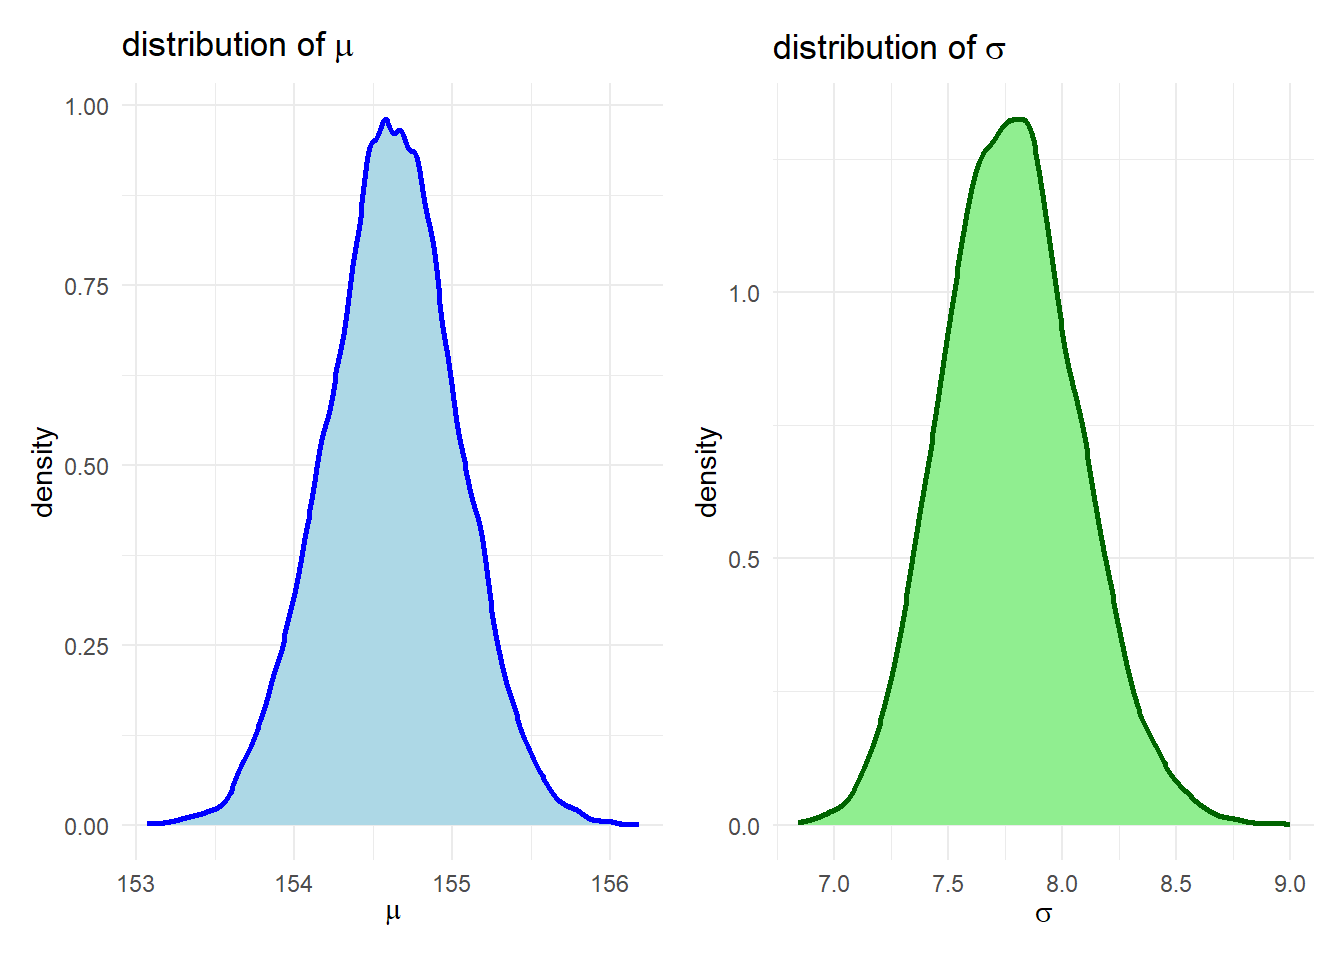 distribution of μ
1.00
0.75
0.50
0.25
0.00
density
153 154 155 156
μ
distribution of σ
1.0
0.5
0.0
density
7.0 7.5 8.0 8.5 9.0
σ